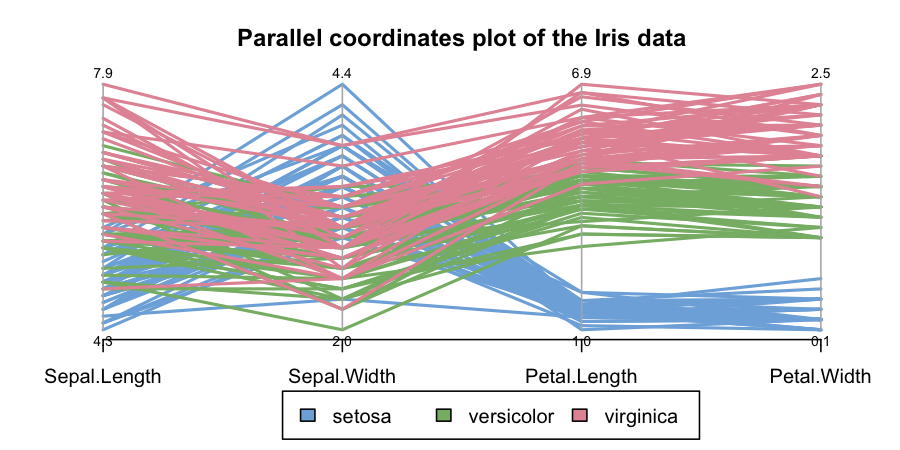 Parallel coordinates plot of the Iris data
7.9 4.4 6.9 2.5
4.3 2.0 1.0 0.1
Sepal.Length Sepal.Width Petal.Length Petal.Width
setosa versicolor virginica